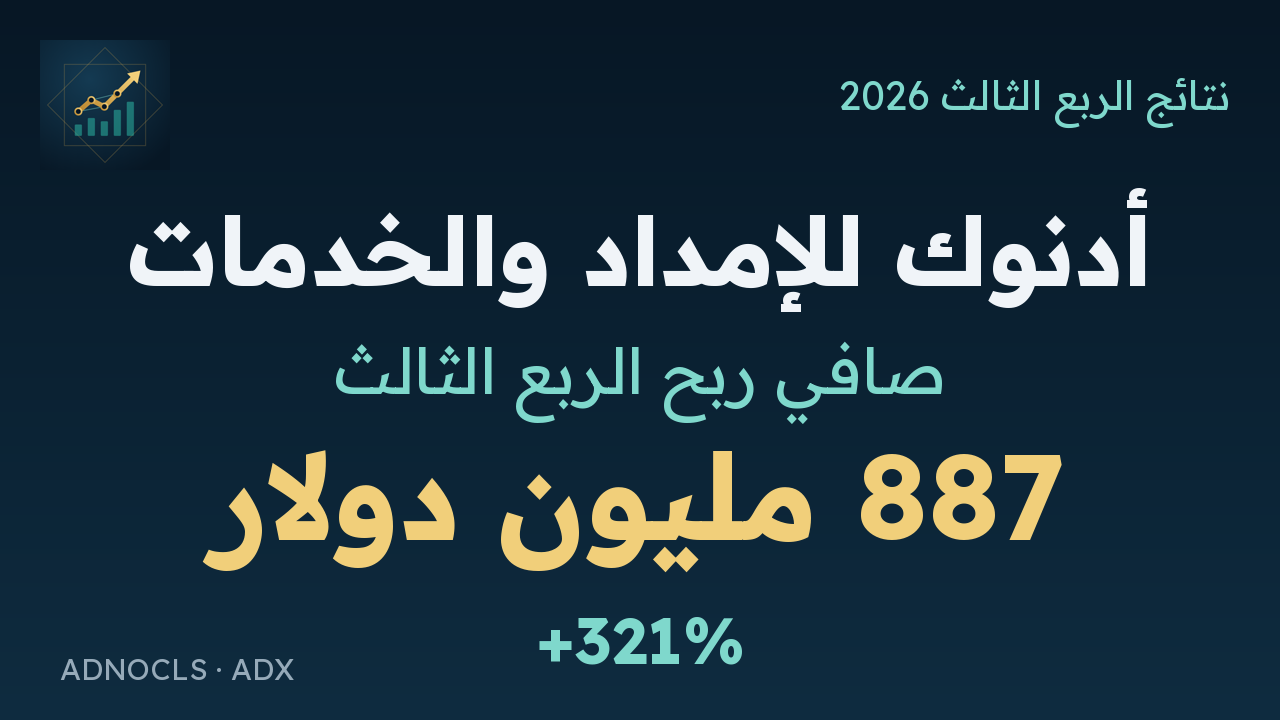 نتائج الربع الثالث 2026
أدنوك للإمداد والخدمات
صافي ربح الربع الثالث
887 مليون دولار
+321%
ADNOCLS · ADX